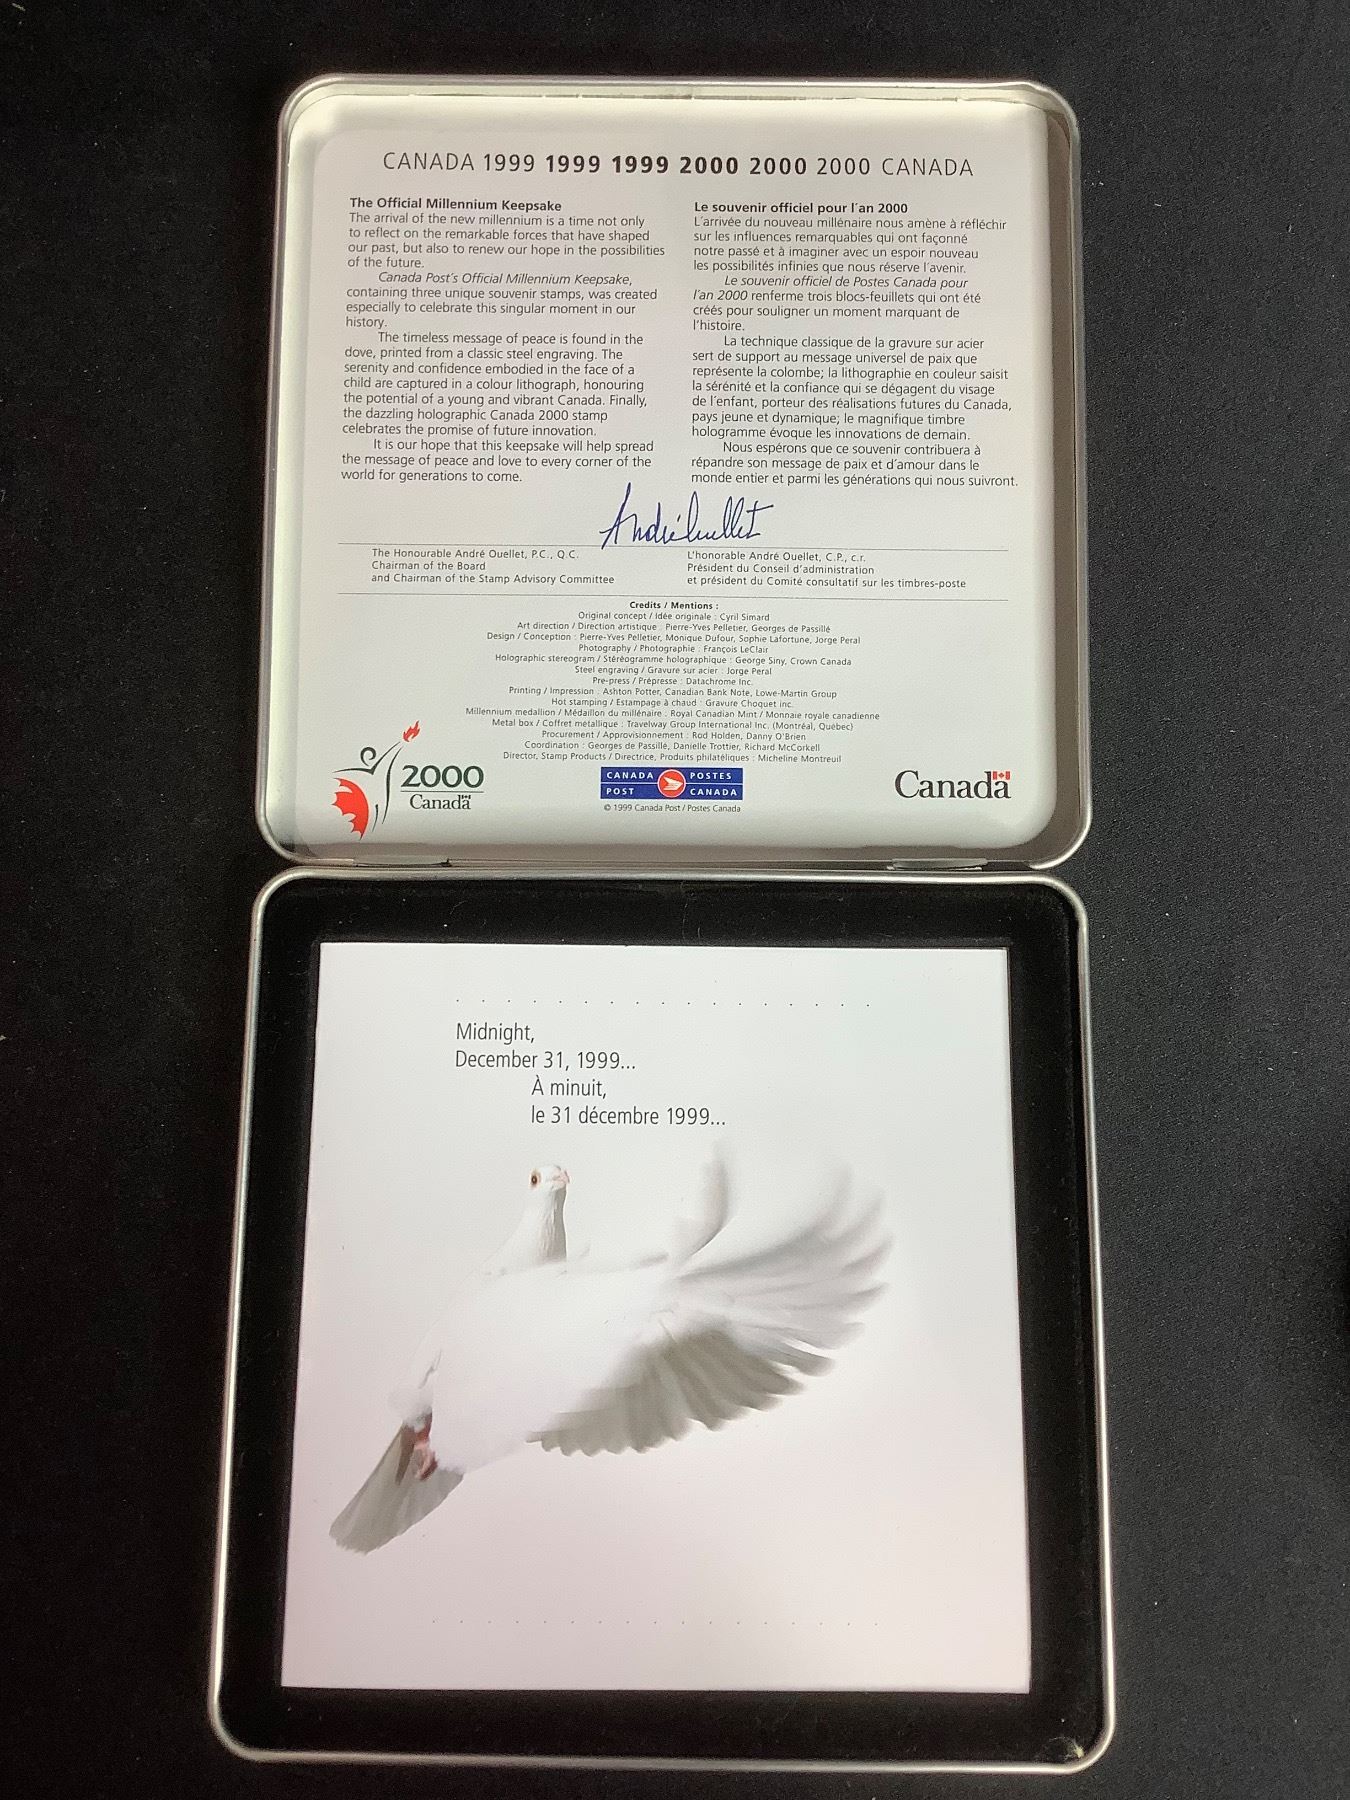 CANADA 1999 1999 1999 2000 2000 2000 CANADA
The Official Millennium Keepsake
The arrival of the new millennium is a time not only
to reflect on the remarkable forces that have shaped
our past, but also to renew our hope in the possibilities
of the future.
Canada Post's Official Millennium Keepsake,
containing three unique souvenir stamps, was created
especially to celebrate this singular moment in our
history.
The timeless message of peace is found in the
dove, printed from a classic steel engraving. The
serenity and confidence embodied in the face of a
child are captured in a colour lithograph, honouring
the potential of a young and vibrant Canada. Finally,
the dazzling holographic Canada 2000 stamp
celebrates the promise of future innovation.
It is our hope that this keepsake will help spread
the message of peace and love to every corner of the
world for generations to come.
Le souvenir officiel pour l'an 2000
L'arrivée du nouveau millénaire nous amène à réfléchir
sur les influences remarquables qui ont façonné
notre passé et à imaginer avec un espoir nouveau
les possibilités infinies que nous réserve l'avenir.
Le souvenir officiel de Postes Canada pour
l'an 2000 renferme trois blocs-feuillets qui ont été
créés pour souligner un moment marquant de
l'histoire.
La technique classique de la gravure sur acier
sert de support au message universel de paix que
représente la colombe; la lithographie en couleur saisit
la sérénité et la confiance qui se dégagent du visage
de l'enfant, porteur des réalisations futures du Canada,
pays jeune et dynamique; le magnifique timbre
hologramme évoque les innovations de demain.
Nous espérons que ce souvenir contribuera à
répandre son message de paix et d'amour dans le
monde entier et parmi les générations qui nous suivront.
André Ouellet
The Honourable André Ouellet, P.C., Q.C.
Chairman of the Board
and Chairman of the Stamp Advisory Committee
L'honorable André Ouellet, C.P., c.r.
Président du Conseil d'administration
et président du Comité consultatif sur les timbres-poste
Credits / Mentions :
Original concept / Idée originale : Cyril Simard
Art direction / Direction artistique : Pierre-Yves Pelletier, Georges de Passillé
Design / Conception : Pierre-Yves Pelletier, Monique Dufour, Sophie Lafortune, Jorge Peral
Photography / Photographie : François LeClair
Holographic stereogram / Stéréogramme holographique : George Siny, Crown Canada
Steel engraving / Gravure sur acier : Jorge Peral
Pre-press / Prépresse : Datachrome Inc.
Printing / Impression : Ashton Potter, Canadian Bank Note, Lowe-Martin Group
Hot stamping / Estampage à chaud : Gravure Choquet inc.
Millennium medallion / Médaillon du millénaire : Royal Canadian Mint / Monnaie royale canadienne
Metal box / Coffret métallique : Travelway Group International Inc. (Montréal, Québec)
Procurement / Approvisionnement : Rod Holden, Danny O'Brien
Coordination : Georges de Passillé, Danielle Trottier, Richard McCorkell
Director, Stamp Products / Directrice, Produits philatéliques : Micheline Montreuil
2000
Canada
CANADA POSTES
POST CANADA
© 1999 Canada Post / Postes Canada
Canada
Midnight,
December 31, 1999...
À minuit,
le 31 décembre 1999...